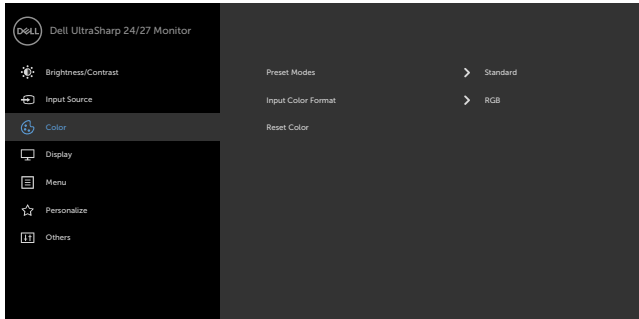 DELL
Dell UltraSharp 24/27 Monitor
Brightness/Contrast
Preset Modes Standard
Input Source
Input Color Format RGB
Color
Reset Color
Display
Menu
Personalize
Others